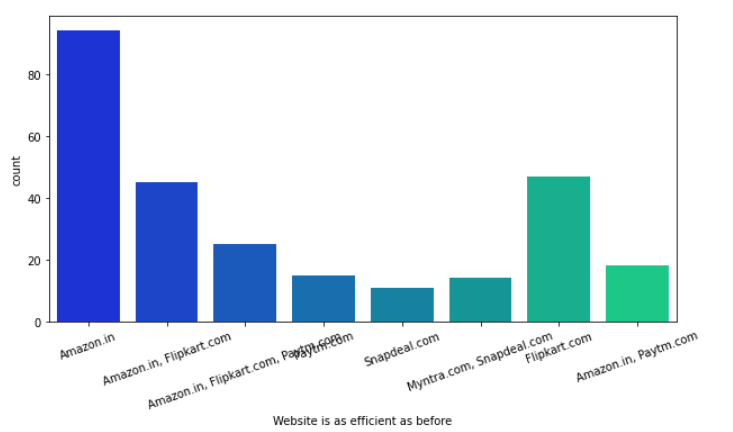 count
80
60
40
20
0
Amazon.in
Amazon.in, Flipkart.com
Amazon.in, Flipkart.com, Paytm.com
Paytm.com
Snapdeal.com
Myntra.com, Snapdeal.com
Flipkart.com
Amazon.in, Paytm.com
Website is as efficient as before